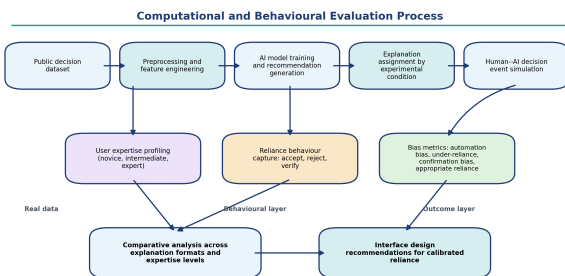 Computational and Behavioural Evaluation Process
Public decision
dataset
Preprocessing and
feature engineering
AI model training
and recommendation
generation
Explanation
assignment by
experimental
condition
Human–AI decision
event simulation
User expertise profiling
(novice, intermediate,
expert)
Reliance behaviour
capture: accept, reject,
verify
Bias metrics: automation
bias, under-reliance,
confirmation bias,
appropriate reliance
Real data
Behavioural layer
Outcome layer
Comparative analysis across
explanation formats and
expertise levels
Interface design
recommendations for calibrated
reliance